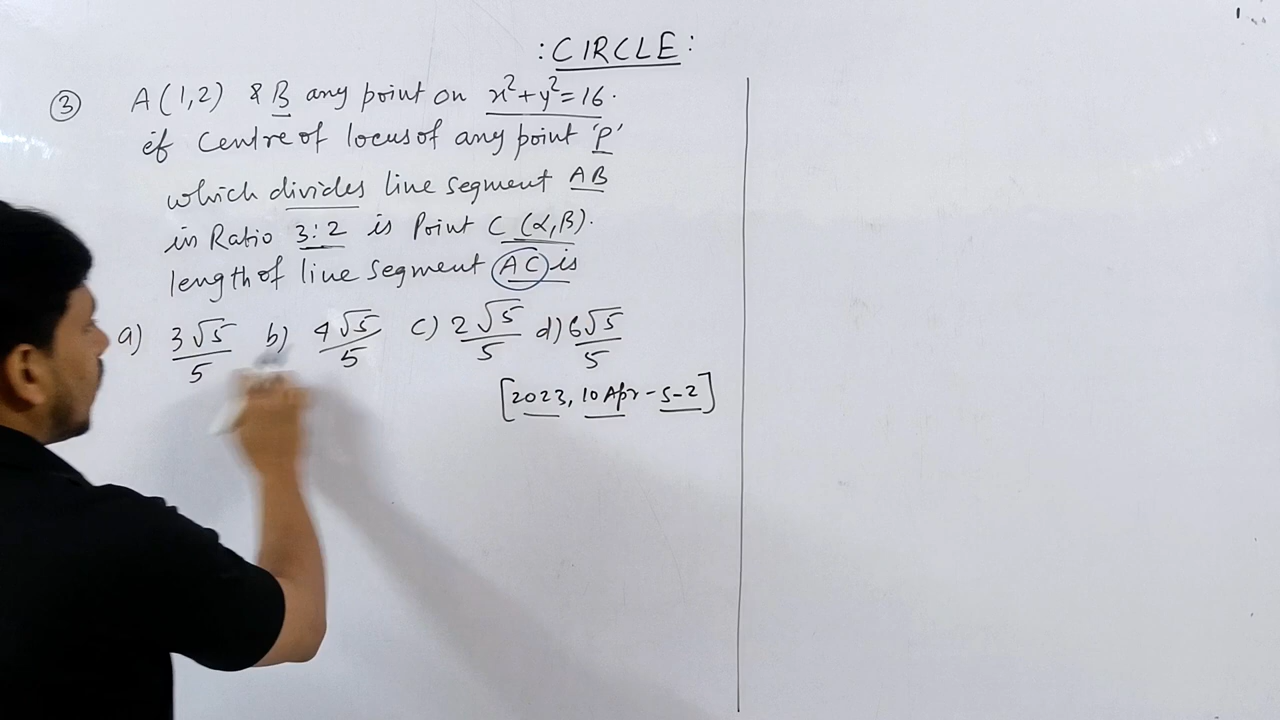 : CIRCLE :
③ A(1,2) & B any point on x²+y²=16.
if Centre of locus of any point 'P'
which divides line segment AB
in Ratio 3:2 is Point C (α,β).
length of line segment AC is
a) 3√5/5 b) 4√5/5 c) 2√5/5 d) 6√5/5
[2023, 10 Apr - S-2]